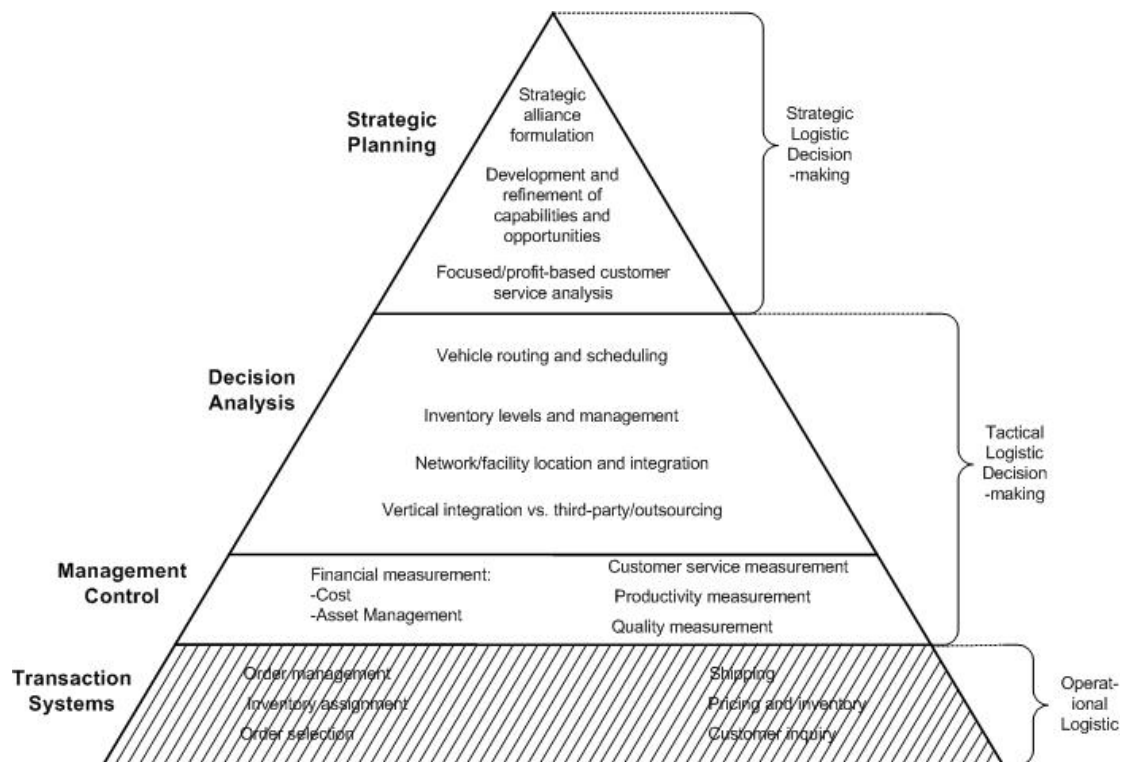 Strategic
Planning
Strategic
alliance
formulation
Development and
refinement of
capabilities and
opportunities
Focused/profit-based customer
service analysis
Strategic
Logistic
Decision
-making
Decision
Analysis
Vehicle routing and scheduling
Inventory levels and management
Network/facility location and integration
Vertical integration vs. third-party/outsourcing
Tactical
Logistic
Decision
-making
Management
Control
Financial measurement:
-Cost
-Asset Management
Customer service measurement
Productivity measurement
Quality measurement
Transaction
Systems
Order management
Inventory assignment
Order selection
Shipping
Pricing and inventory
Customer inquiry
Operat-
ional
Logistic